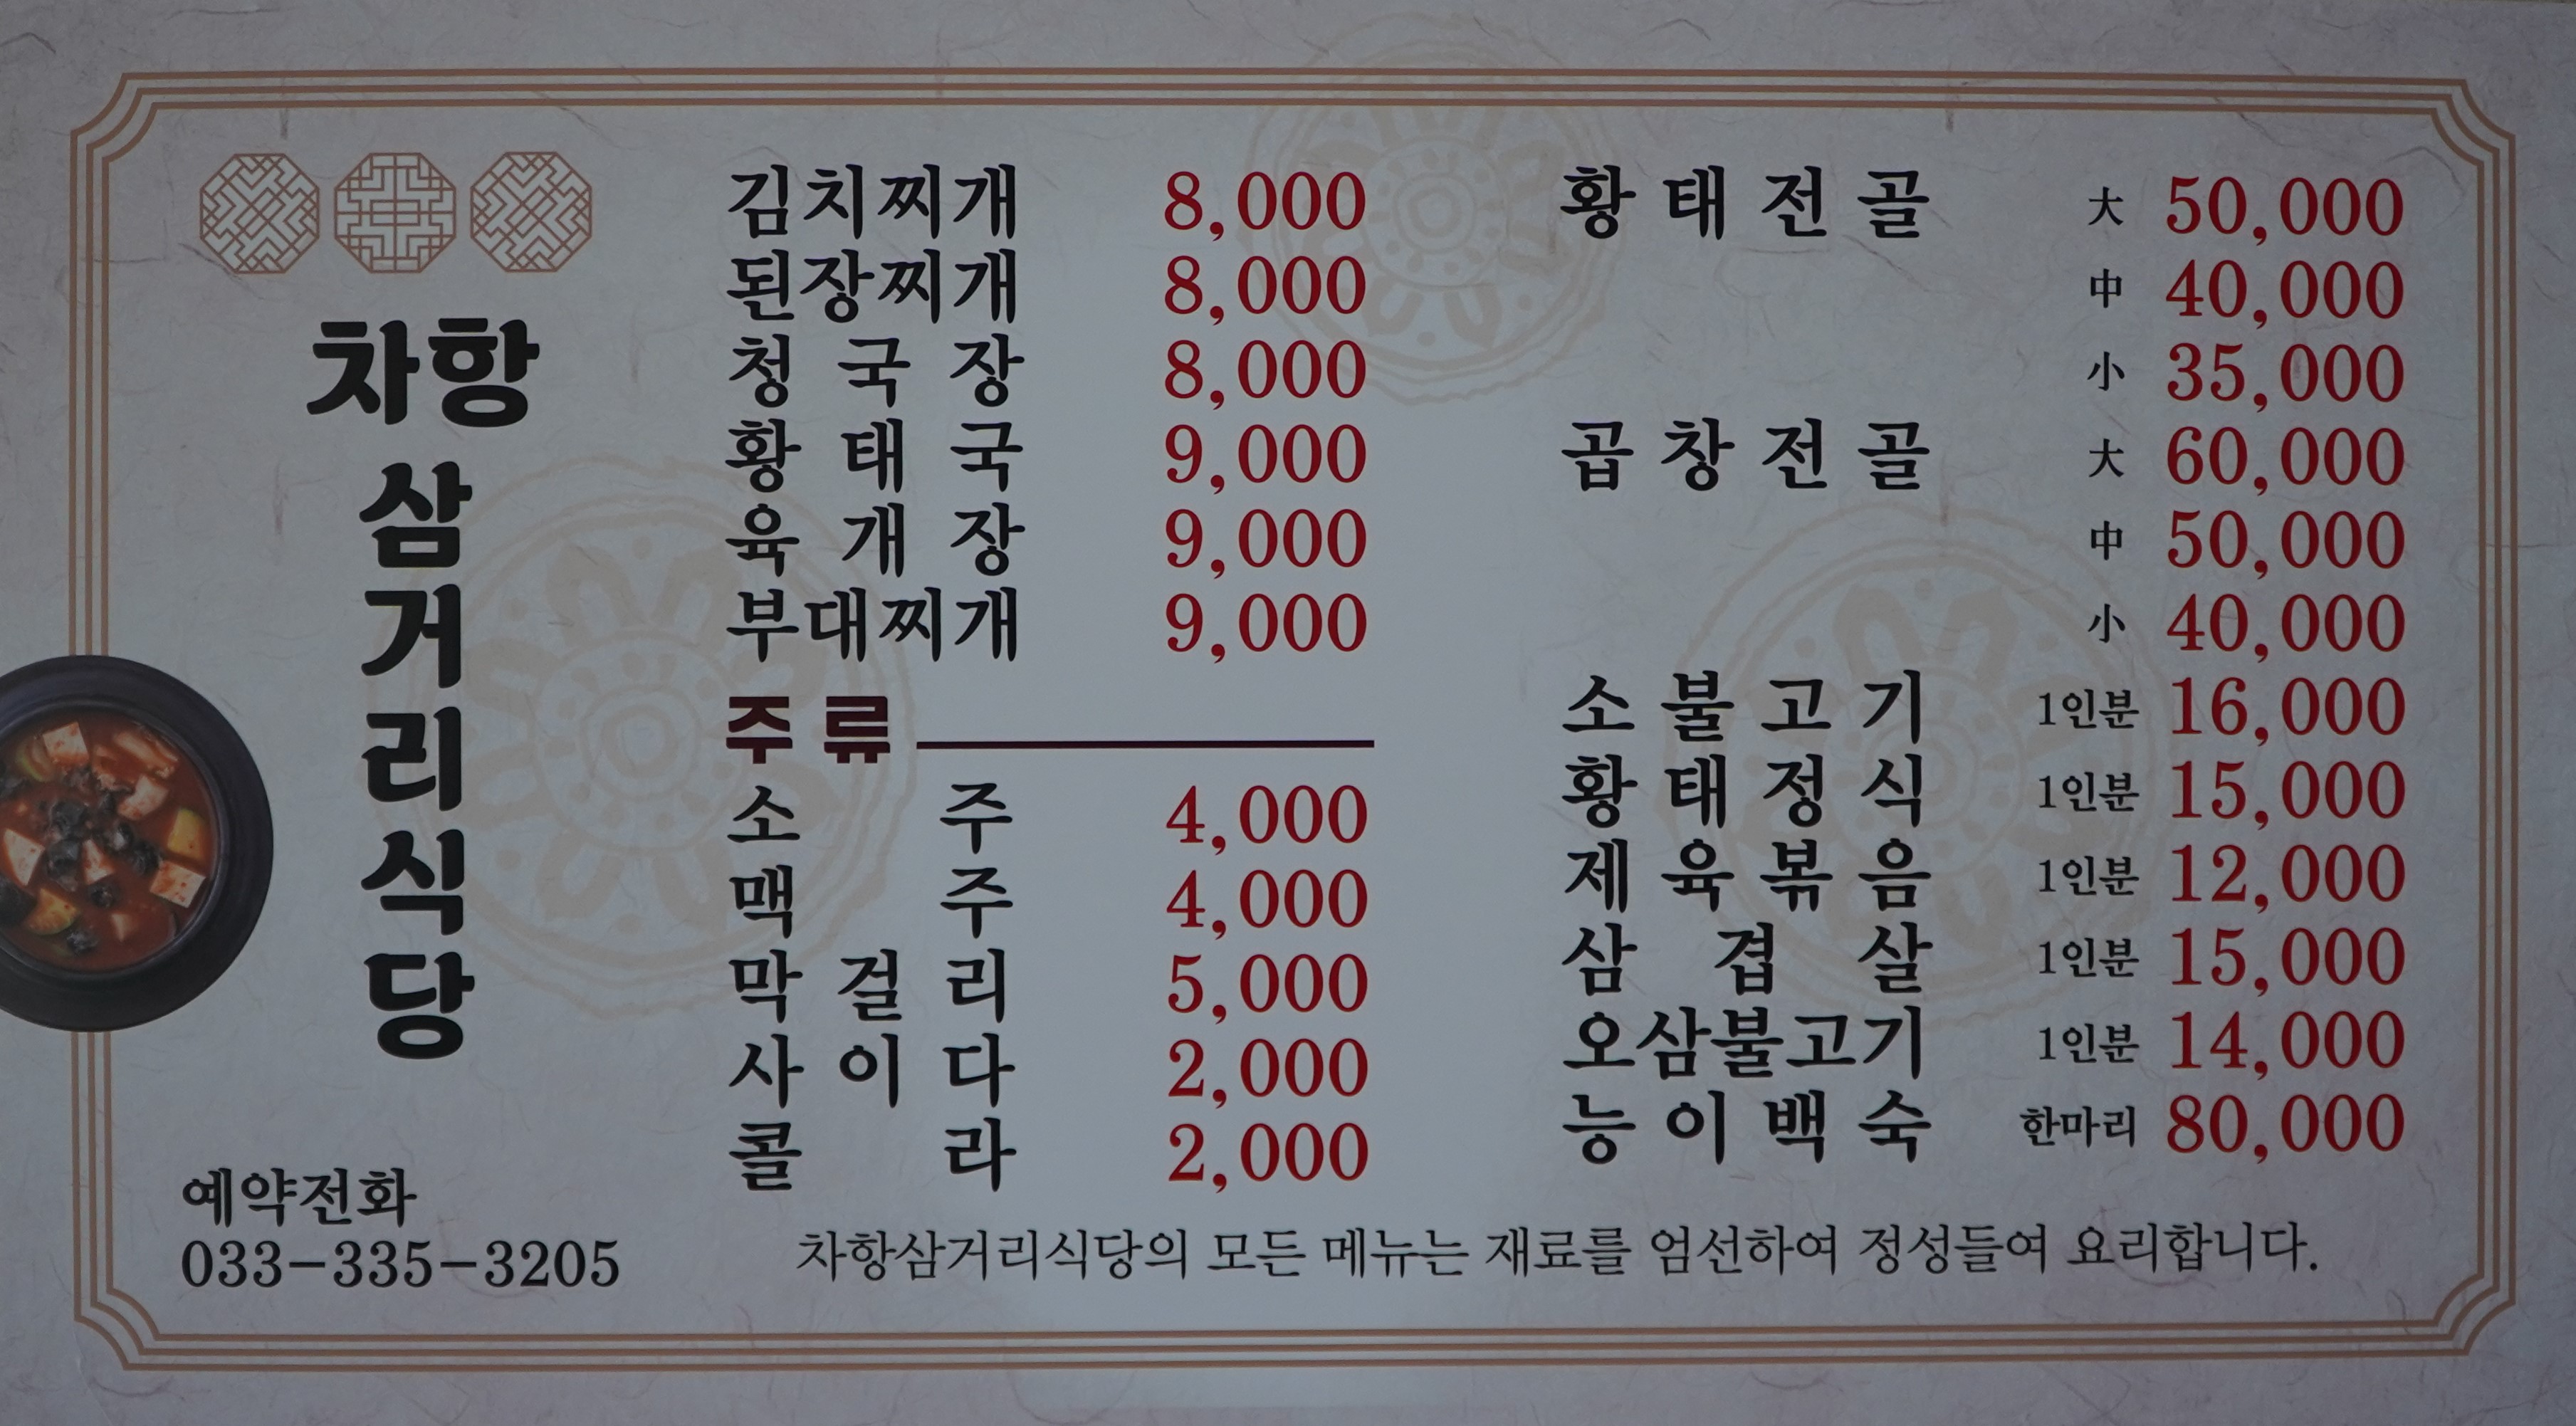 차항
삼거리식당
예약전화
033-335-3205
김치찌개 8,000
된장찌개 8,000
청국장 8,000
황태국 9,000
육개장 9,000
부대찌개 9,000
주류
소주 4,000
맥주 4,000
막걸리 5,000
사이다 2,000
콜라 2,000
황태전골 大 50,000
中 40,000
小 35,000
곱창전골 大 60,000
中 50,000
小 40,000
소불고기 1인분 16,000
황태정식 1인분 15,000
제육볶음 1인분 12,000
삼겹살 1인분 15,000
오삼불고기 1인분 14,000
능이백숙 한마리 80,000
차항삼거리식당의 모든 메뉴는 재료를 엄선하여 정성들여 요리합니다.